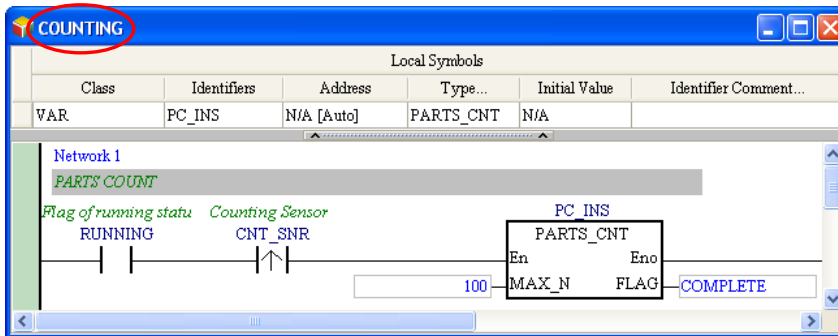 COUNTING
Local Symbols
Class Identifiers Address Type... Initial Value Identifier Comment...
VAR PC_INS N/A [Auto] PARTS_CNT N/A
Network 1
PARTS COUNT
Flag of running statu Counting Sensor PC_INS
RUNNING CNT_SNR PARTS_CNT
En Eno
100 MAX_N FLAG COMPLETE